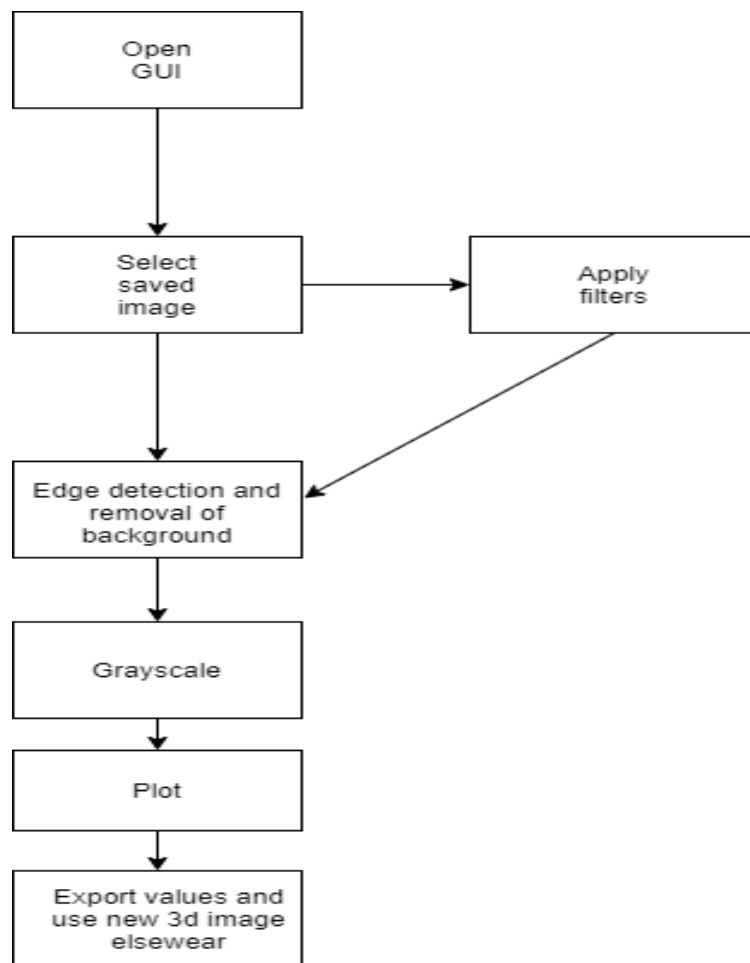 Open
GUI
Select
saved
image
Apply
filters
Edge detection and
removal of
background
Grayscale
Plot
Export values and
use new 3d image
elsewear